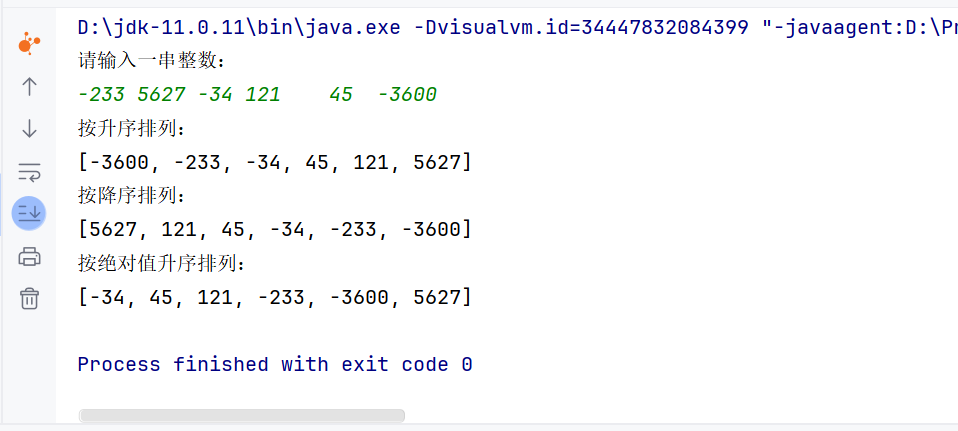 D:\jdk-11.0.11\bin\java.exe -Dvisualvm.id=34447832084399 "-javaagent:D:\Pr
请输入一串整数：
-233 5627 -34 121    45  -3600
按升序排列：
[-3600, -233, -34, 45, 121, 5627]
按降序排列：
[5627, 121, 45, -34, -233, -3600]
按绝对值升序排列：
[-34, 45, 121, -233, -3600, 5627]
Process finished with exit code 0